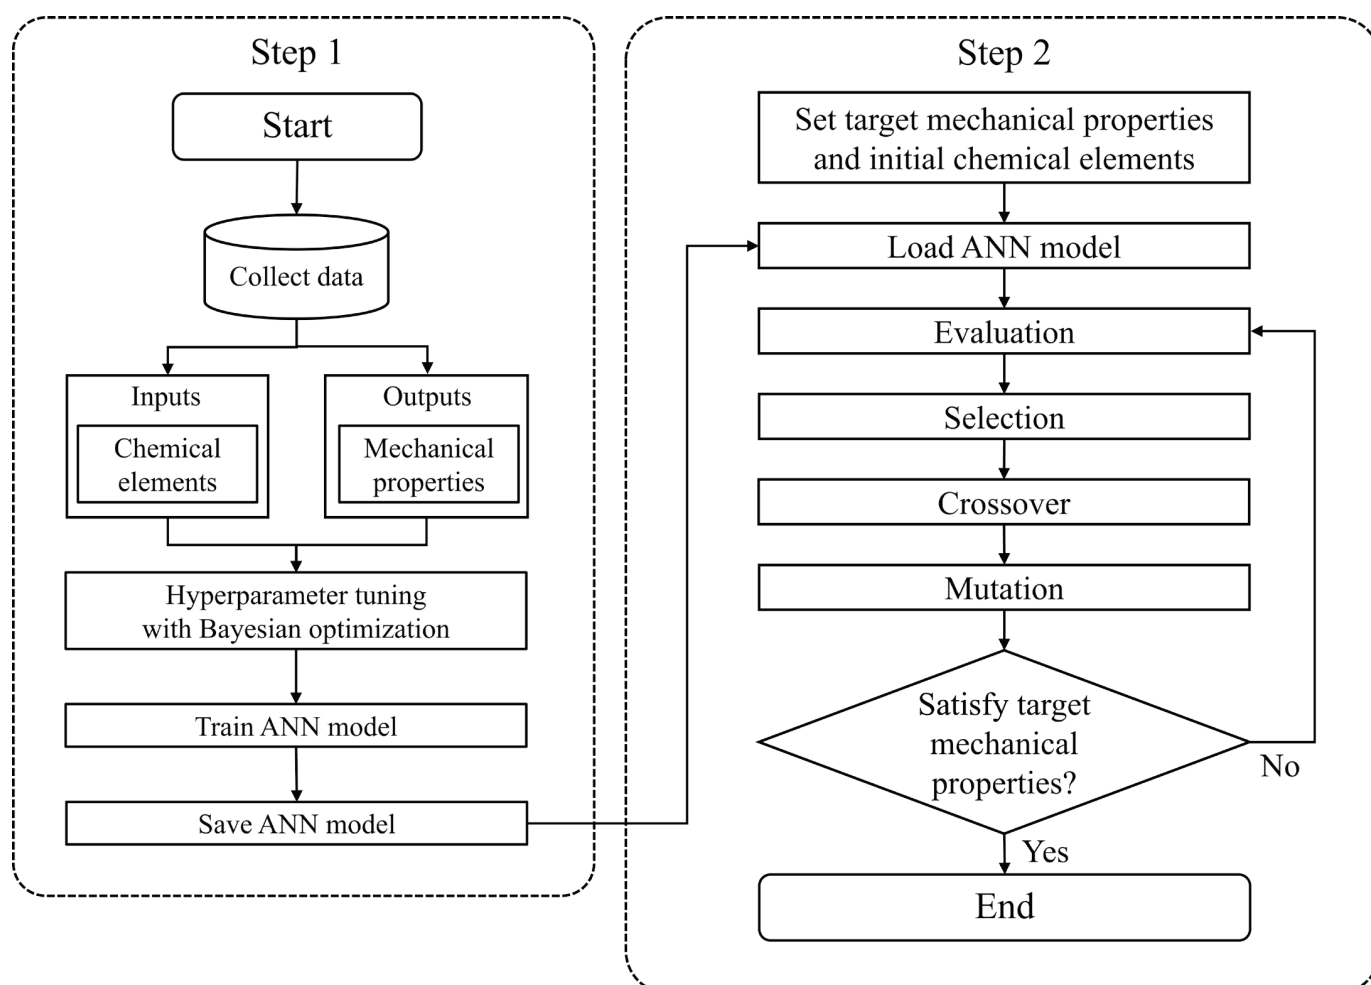 Step 1
Start
Collect data
Inputs
Chemical
elements
Outputs
Mechanical
properties
Hyperparameter tuning
with Bayesian optimization
Train ANN model
Save ANN model
Step 2
Set target mechanical properties
and initial chemical elements
Load ANN model
Evaluation
Selection
Crossover
Mutation
Satisfy target
mechanical
properties?
No
Yes
End